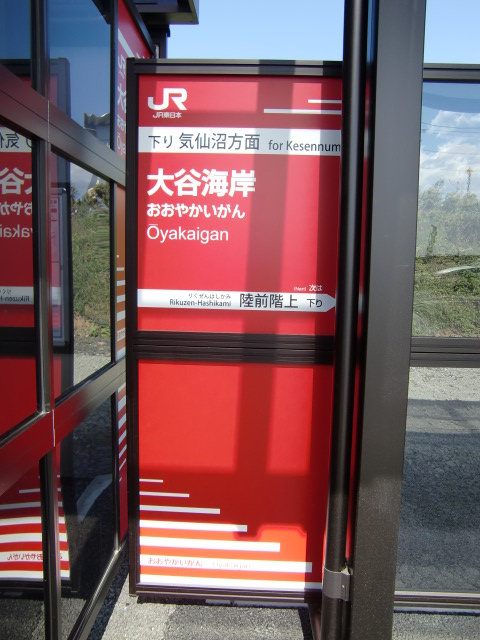 JR
JR東日本
下り 気仙沼方面 for Kesennum
大谷海岸
おおやかいがん
Ōyakaigan
(Next) 次は
りくぜんはしかみ
Rikuzen-Hashikami 陸前階上 下り
おおやかいがん